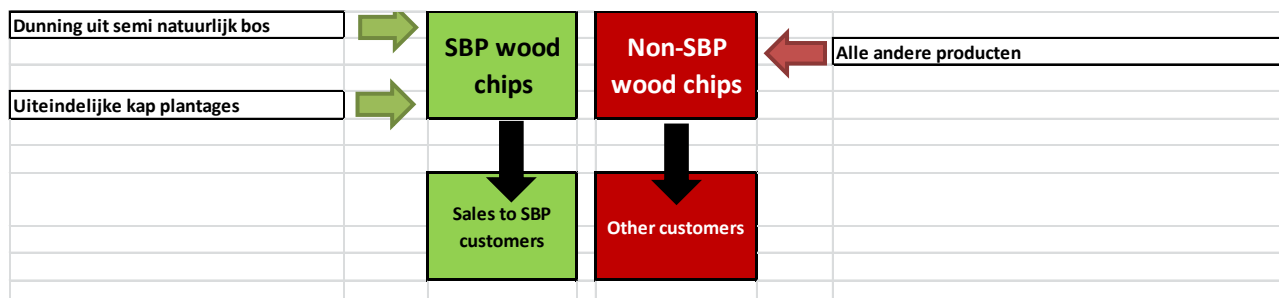 Dunning uit semi natuurlijk bos
SBP wood
chips
Non-SBP
wood chips
Alle andere producten
Uiteindelijke kap plantages
Sales to SBP
customers
Other customers